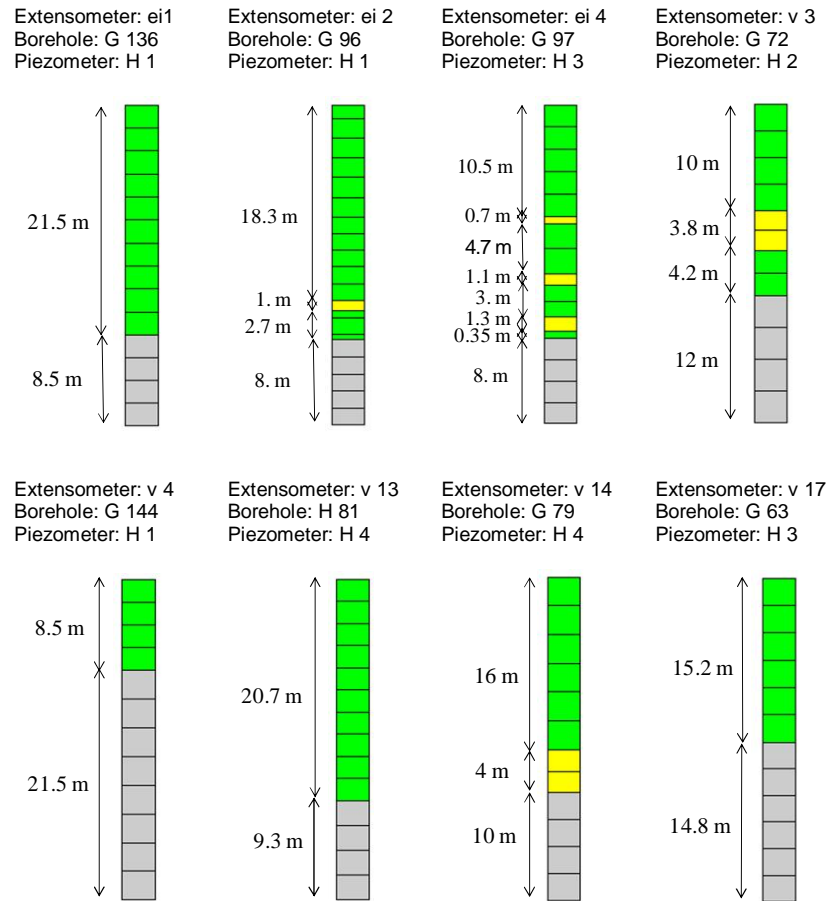 Extensometer: ei1
Borehole: G 136
Piezometer: H 1
21.5 m
8.5 m
Extensometer: ei 2
Borehole: G 96
Piezometer: H 1
18.3 m
1. m
2.7 m
8. m
Extensometer: ei 4
Borehole: G 97
Piezometer: H 3
10.5 m
0.7 m
4.7 m
1.1 m
3. m
1.3 m
0.35 m
8. m
Extensometer: v 3
Borehole: G 72
Piezometer: H 2
10 m
3.8 m
4.2 m
12 m
Extensometer: v 4
Borehole: G 144
Piezometer: H 1
8.5 m
21.5 m
Extensometer: v 13
Borehole: H 81
Piezometer: H 4
20.7 m
9.3 m
Extensometer: v 14
Borehole: G 79
Piezometer: H 4
16 m
4 m
10 m
Extensometer: v 17
Borehole: G 63
Piezometer: H 3
15.2 m
14.8 m